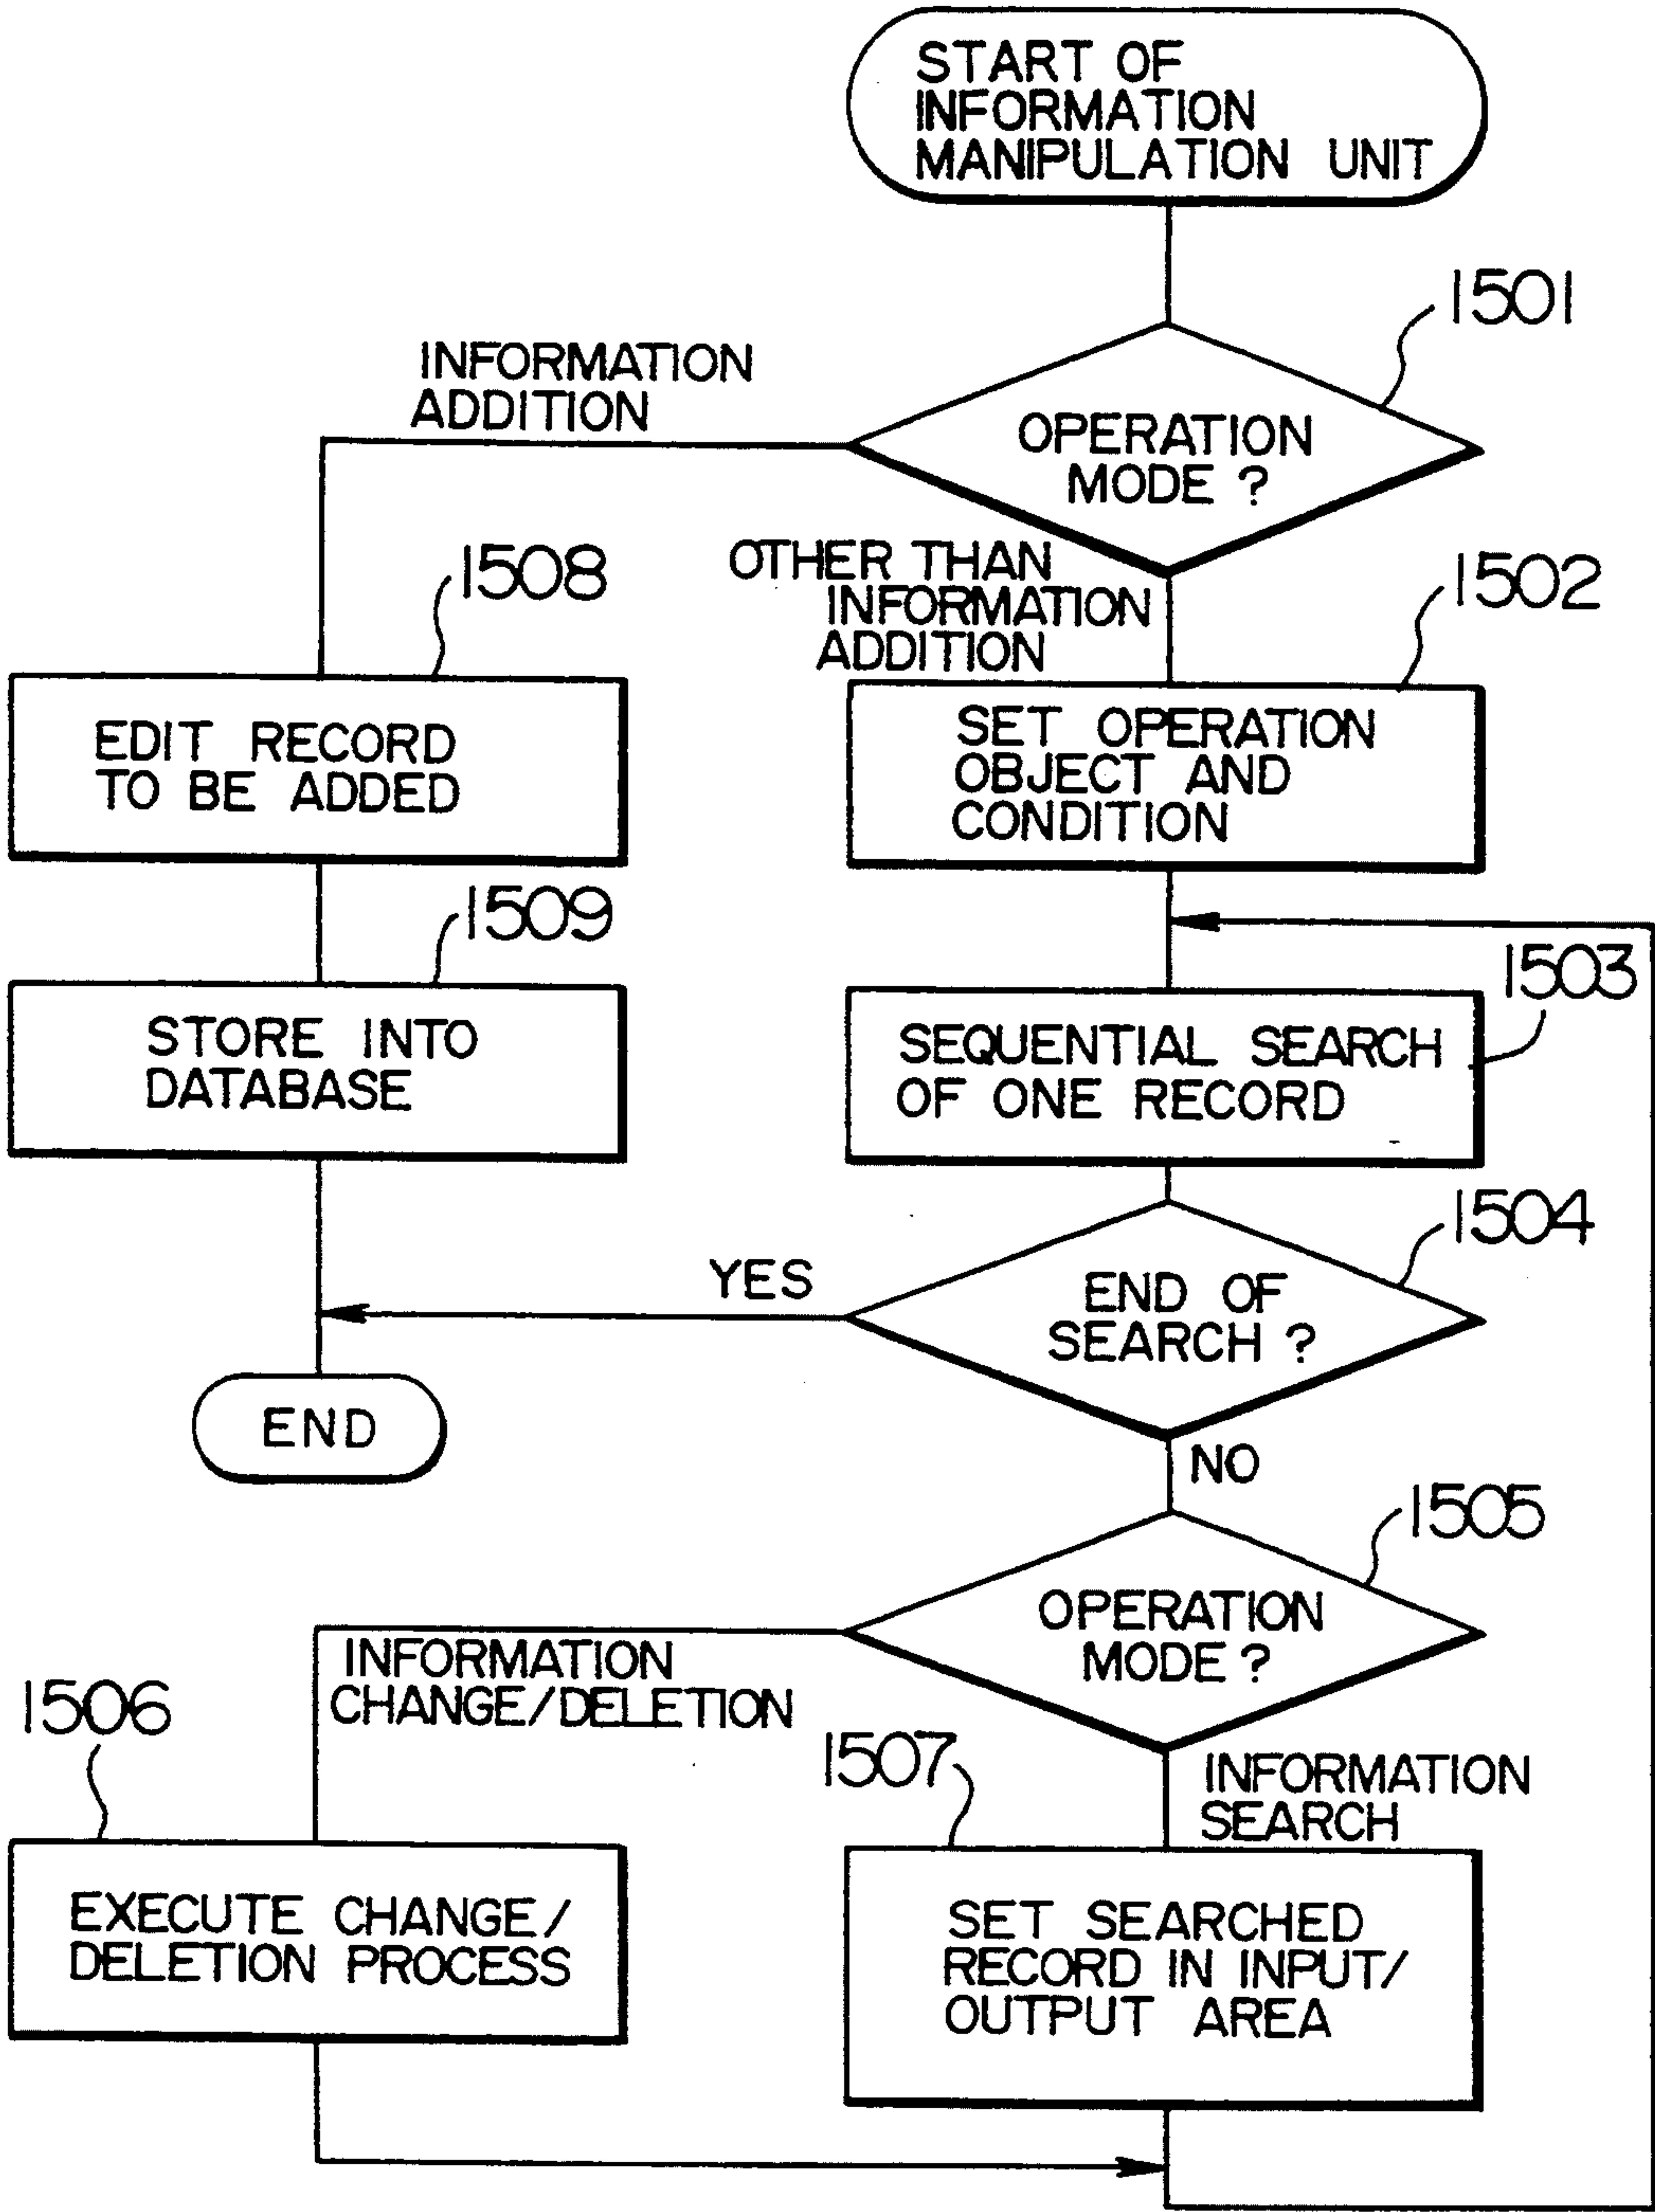 START OF
INFORMATION
MANIPULATION UNIT
1501
INFORMATION
ADDITION
OPERATION
MODE ?
1508
OTHER THAN
INFORMATION
ADDITION
1502
EDIT RECORD
TO BE ADDED
SET OPERATION
OBJECT AND
CONDITION
1509
1503
STORE INTO
DATABASE
SEQUENTIAL SEARCH
OF ONE RECORD
1504
YES
END OF
SEARCH ?
END
NO
1505
OPERATION
MODE ?
INFORMATION
CHANGE/DELETION
1506
1507
INFORMATION
SEARCH
EXECUTE CHANGE/
DELETION PROCESS
SET SEARCHED
RECORD IN INPUT/
OUTPUT AREA